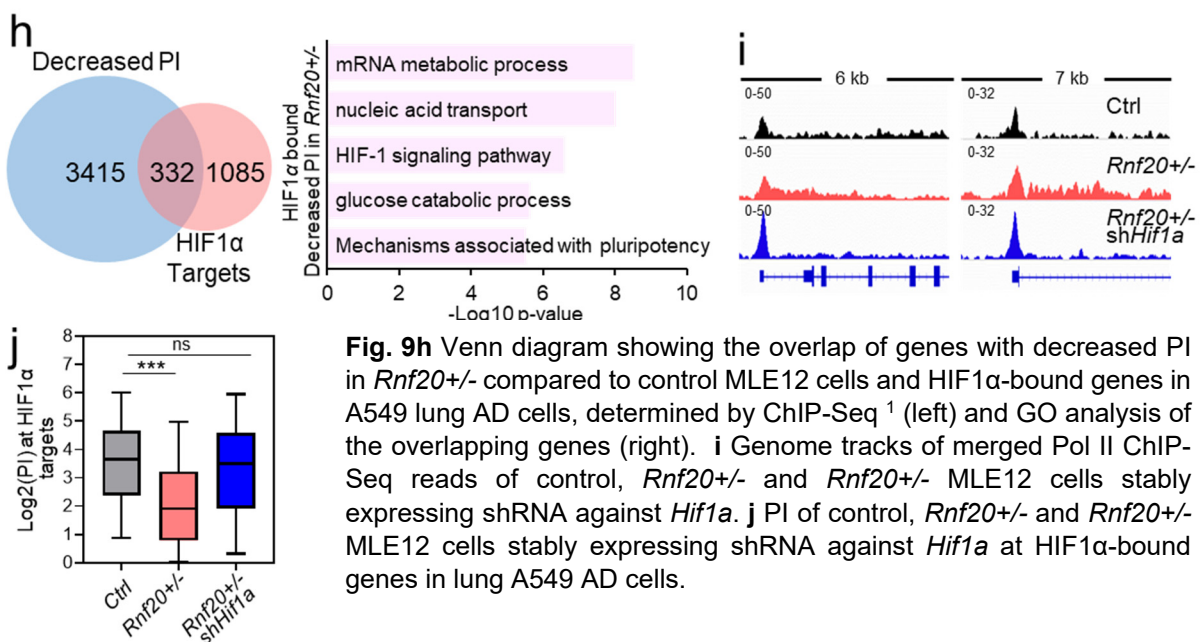 h
Decreased PI
3415
332
1085
HIF1α
Targets
HIF1α bound
Decreased PI in Rnf20+/-
mRNA metabolic process
nucleic acid transport
HIF-1 signaling pathway
glucose catabolic process
Mechanisms associated with pluripotency
0 2 4 6 8 10
-Log10 p-value
i
6 kb
7 kb
0-50
0-32
Ctrl
0-50
0-32
Rnf20+/-
0-50
0-32
Rnf20+/-
shHif1a
j
Log2(PI) at HIF1α
targets
8
7
6
5
4
3
2
1
0
ns
***
Ctrl
Rnf20+/-
Rnf20+/-
shHif1a
Fig. 9h Venn diagram showing the overlap of genes with decreased PI
in Rnf20+/- compared to control MLE12 cells and HIF1α-bound genes in
A549 lung AD cells, determined by ChIP-Seq ¹ (left) and GO analysis of
the overlapping genes (right). i Genome tracks of merged Pol II ChIP-
Seq reads of control, Rnf20+/- and Rnf20+/- MLE12 cells stably
expressing shRNA against Hif1a. j PI of control, Rnf20+/- and Rnf20+/-
MLE12 cells stably expressing shRNA against Hif1a at HIF1α-bound
genes in lung A549 AD cells.